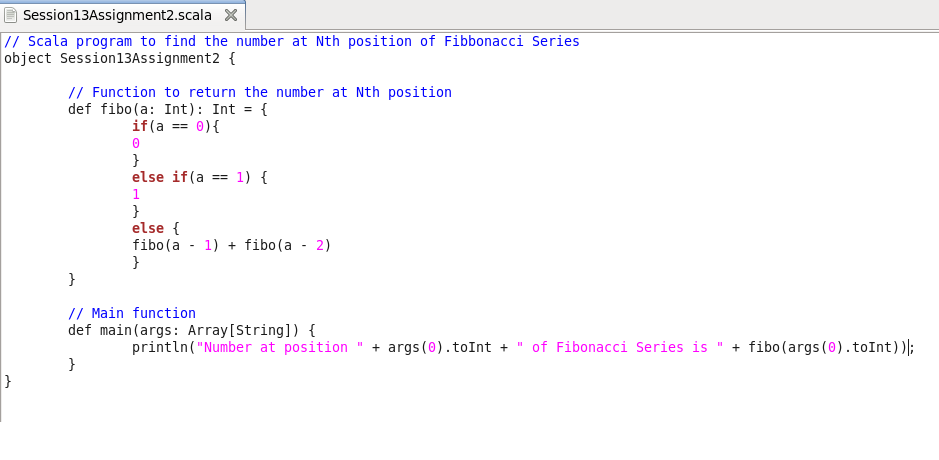 Session13Assignment2.scala
// Scala program to find the number at Nth position of Fibbonacci Series
object Session13Assignment2 {
// Function to return the number at Nth position
def fibo(a: Int): Int = {
if(a == 0){
0
}
else if(a == 1) {
1
}
else {
fibo(a - 1) + fibo(a - 2)
}
}
// Main function
def main(args: Array[String]) {
println("Number at position " + args(0).toInt + " of Fibonacci Series is " + fibo(args(0).toInt));
}
}